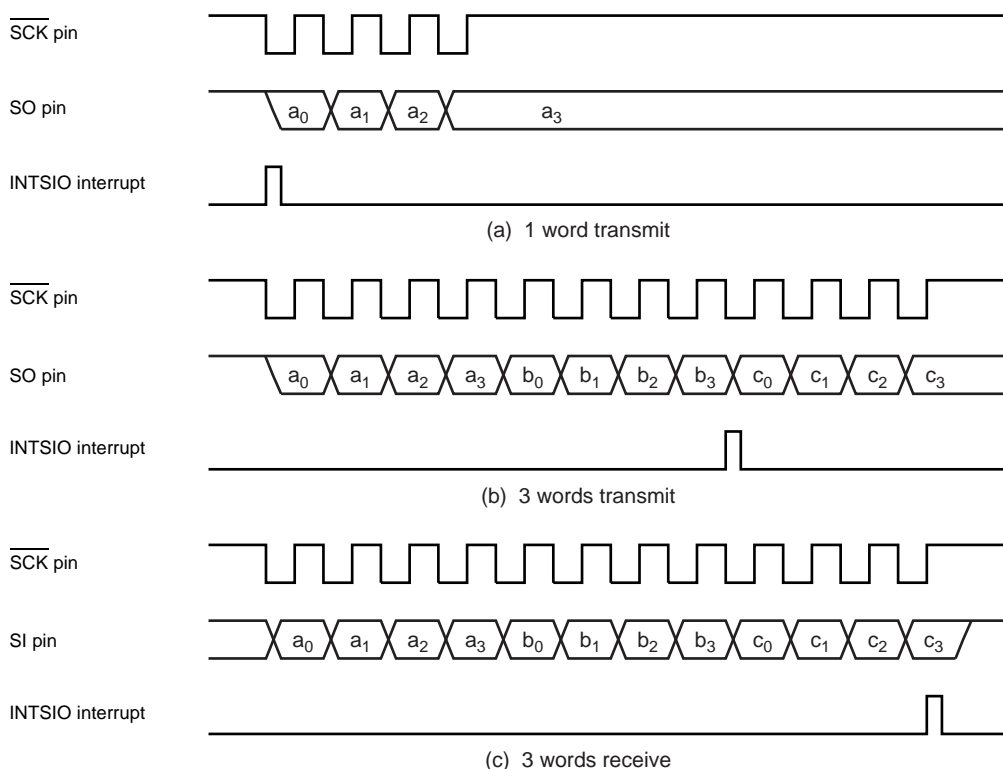 SCK pin
SO pin a0 a1 a2 a3
INTSIO interrupt
(a) 1 word transmit
SCK pin
SO pin a0 a1 a2 a3 b0 b1 b2 b3 c0 c1 c2 c3
INTSIO interrupt
(b) 3 words transmit
SCK pin
SI pin a0 a1 a2 a3 b0 b1 b2 b3 c0 c1 c2 c3
INTSIO interrupt
(c) 3 words receive